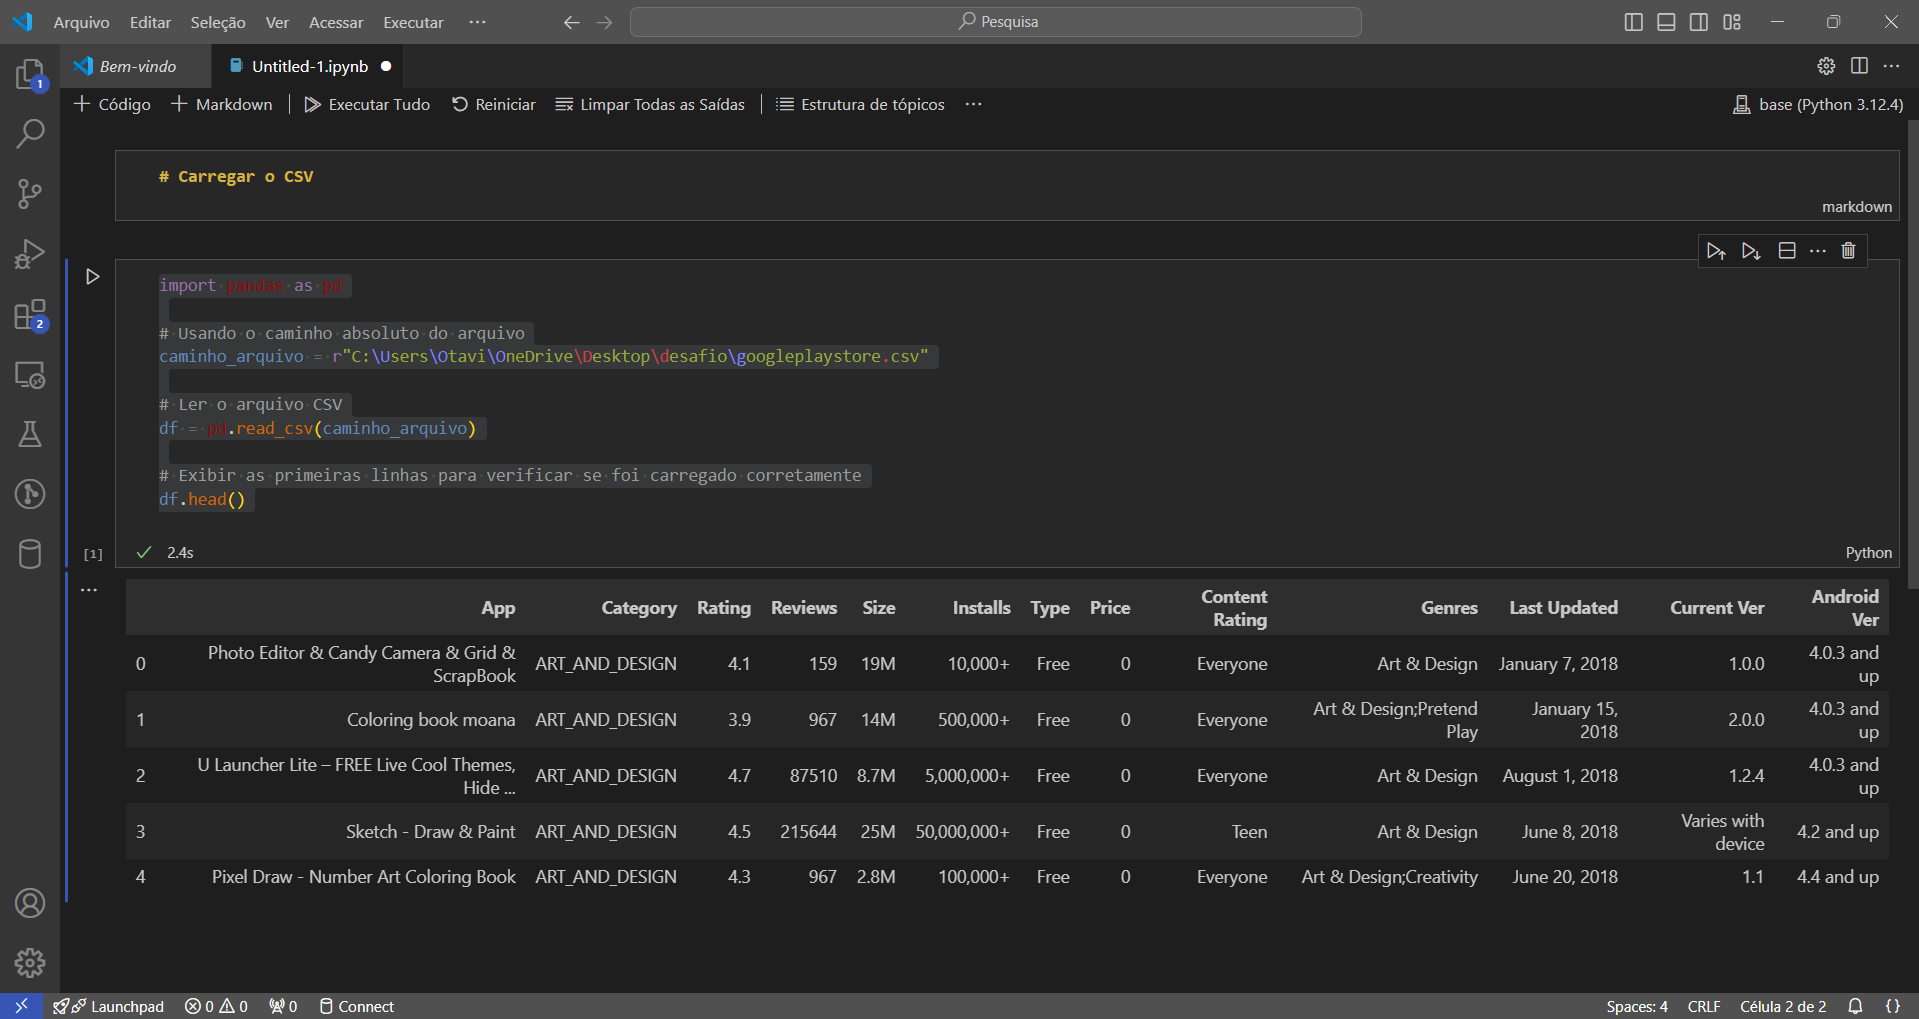 Arquivo Editar Seleção Ver Acessar Executar ··· Pesquisa
Bem-vindo Untitled-1.ipynb
1
+ Código + Markdown Executar Tudo Reiniciar Limpar Todas as Saídas Estrutura de tópicos ··· base (Python 3.12.4)
# Carregar o CSV
markdown
import pandas as pd
# Usando o caminho absoluto do arquivo
caminho_arquivo = r"C:\Users\Otavi\OneDrive\Desktop\desafio\googleplaystore.csv"
2
# Ler o arquivo CSV
df = pd.read_csv(caminho_arquivo)
# Exibir as primeiras linhas para verificar se foi carregado corretamente
df.head()
[1] 2.4s Python
App Category Rating Reviews Size Installs Type Price Content Rating Genres Last Updated Current Ver Android Ver
0 Photo Editor & Candy Camera & Grid & ScrapBook ART_AND_DESIGN 4.1 159 19M 10,000+ Free 0 Everyone Art & Design January 7, 2018 1.0.0 4.0.3 and up
1 Coloring book moana ART_AND_DESIGN 3.9 967 14M 500,000+ Free 0 Everyone Art & Design;Pretend Play January 15, 2018 2.0.0 4.0.3 and up
2 U Launcher Lite – FREE Live Cool Themes, Hide ... ART_AND_DESIGN 4.7 87510 8.7M 5,000,000+ Free 0 Everyone Art & Design August 1, 2018 1.2.4 4.0.3 and up
3 Sketch - Draw & Paint ART_AND_DESIGN 4.5 215644 25M 50,000,000+ Free 0 Teen Art & Design June 8, 2018 Varies with device 4.2 and up
4 Pixel Draw - Number Art Coloring Book ART_AND_DESIGN 4.3 967 2.8M 100,000+ Free 0 Everyone Art & Design;Creativity June 20, 2018 1.1 4.4 and up
Launchpad 0 0 0 Connect Spaces: 4 CRLF Célula 2 de 2 {}